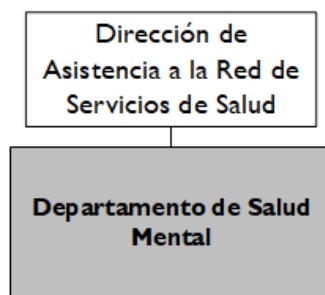 Dirección de
Asistencia a la Red de
Servicios de Salud
Departamento de Salud
Mental